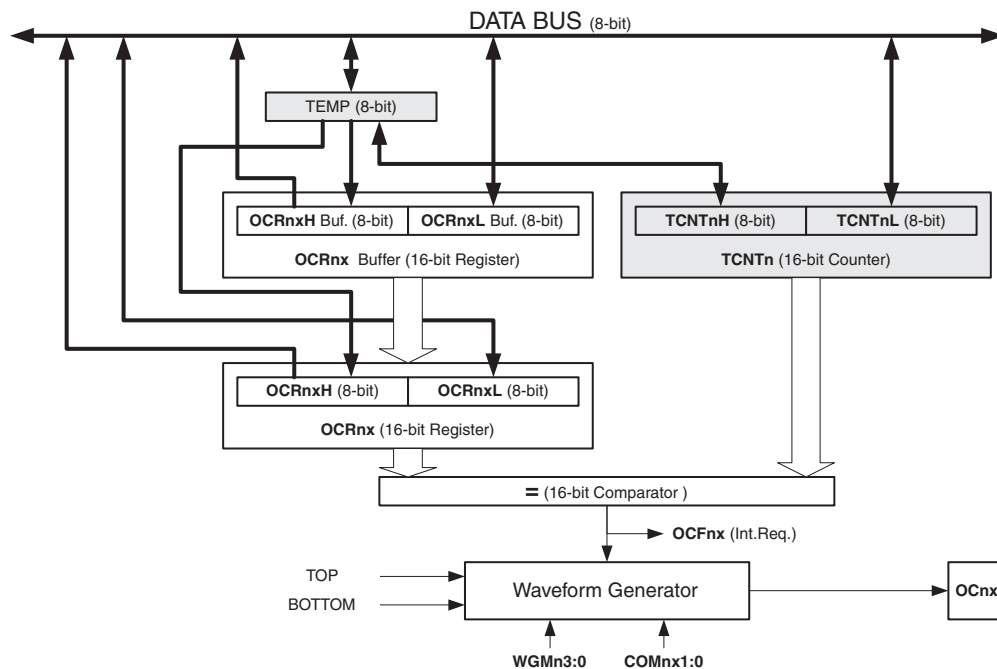 DATA BUS (8-bit)
TEMP (8-bit)
OCRnxH Buf. (8-bit) OCRnxL Buf. (8-bit)
OCRnx Buffer (16-bit Register)
TCNTnH (8-bit) TCNTnL (8-bit)
TCNTn (16-bit Counter)
OCRnxH (8-bit) OCRnxL (8-bit)
OCRnx (16-bit Register)
= (16-bit Comparator )
OCFnx (Int.Req.)
TOP
BOTTOM
Waveform Generator
OCnx
WGMn3:0 COMnx1:0